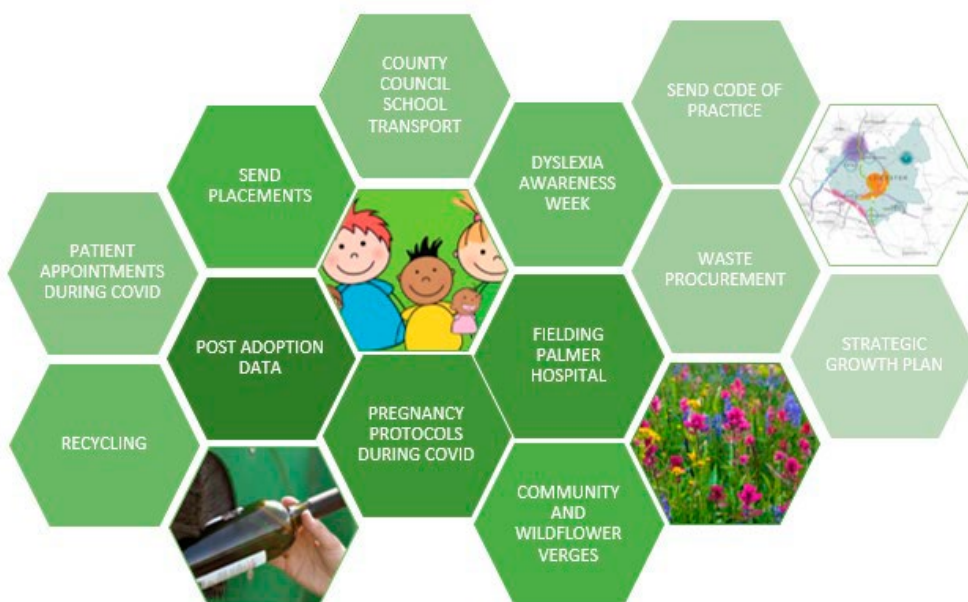 COUNTY
COUNCIL
SCHOOL
TRANSPORT
SEND CODE OF
PRACTICE
SEND
PLACEMENTS
DYSLEXIA
AWARENESS
WEEK
PATIENT
APPOINTMENTS
DURING COVID
WASTE
PROCUREMENT
POST ADOPTION
DATA
FIELDING
PALMER
HOSPITAL
STRATEGIC
GROWTH PLAN
RECYCLING
PREGNANCY
PROTOCOLS
DURING COVID
COMMUNITY
AND
WILDFLOWER
VERGES